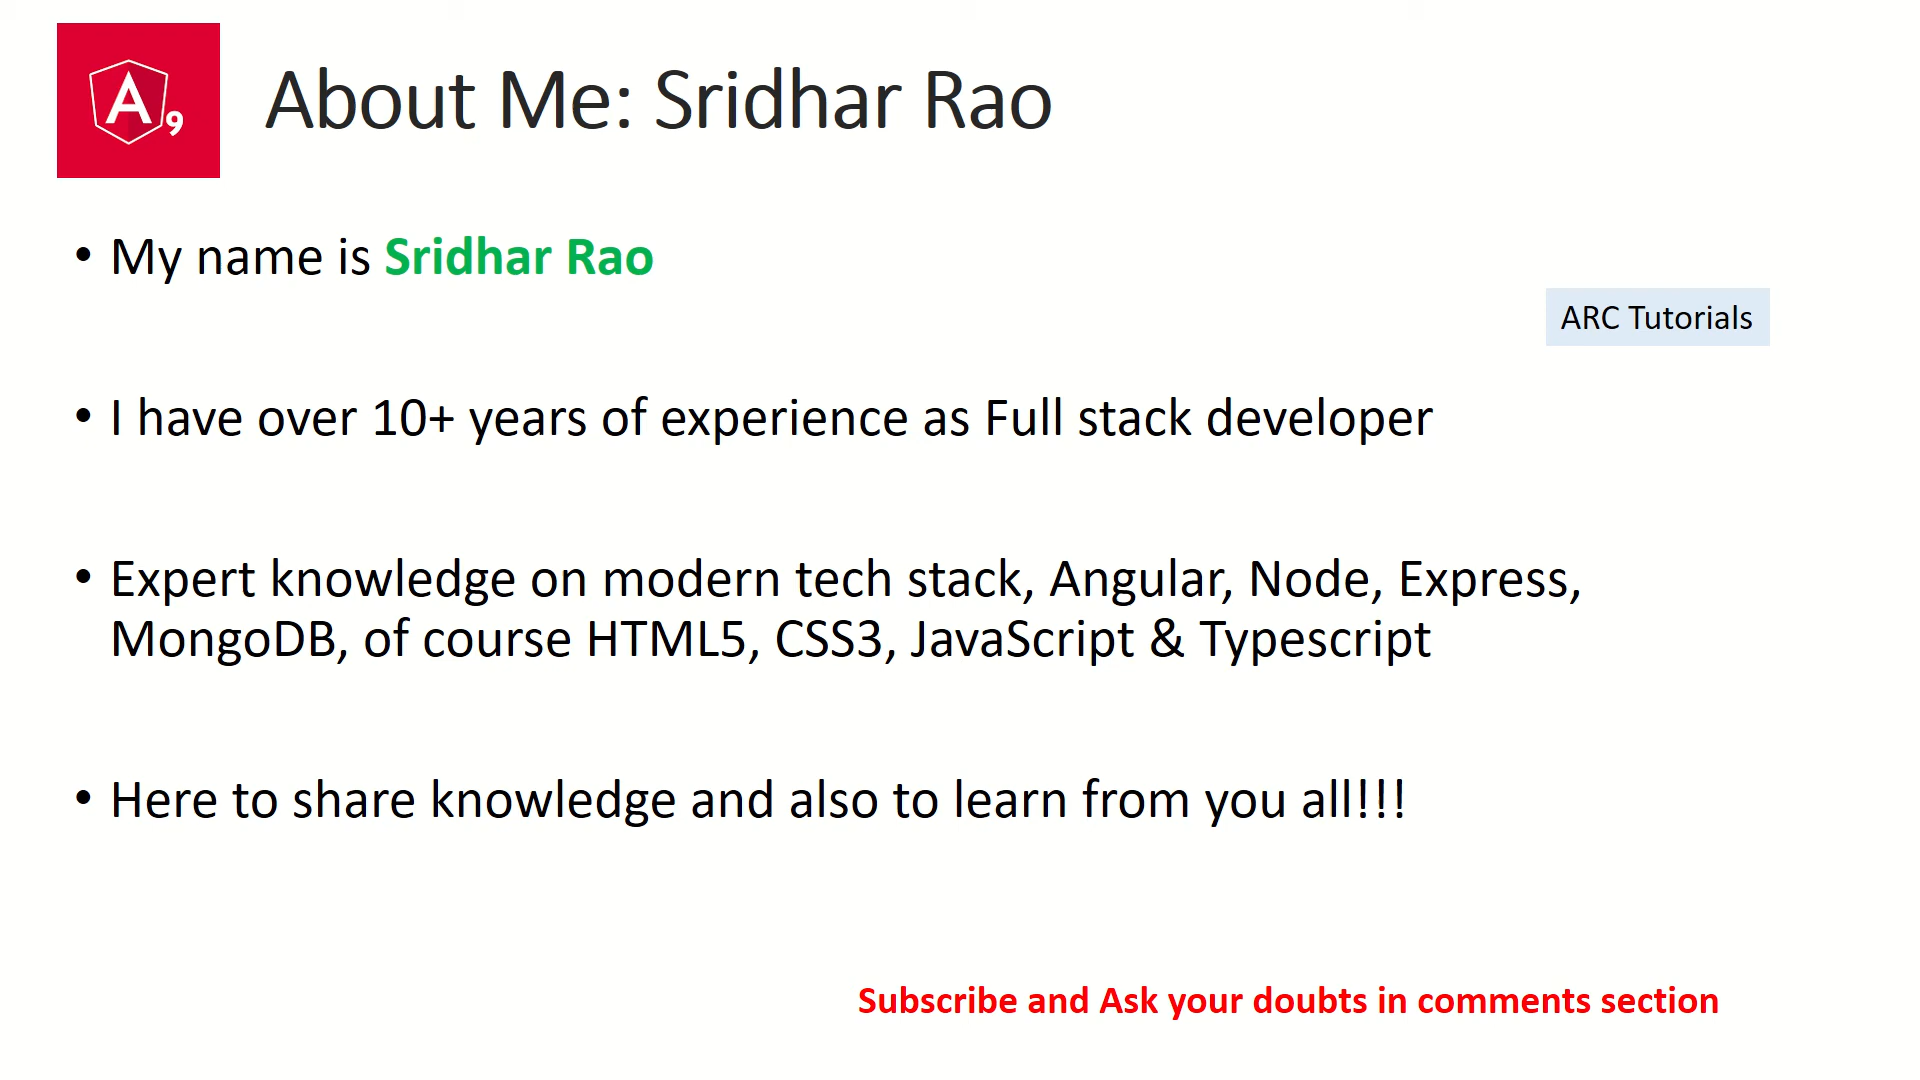 A9
About Me: Sridhar Rao
• My name is Sridhar Rao
ARC Tutorials
• I have over 10+ years of experience as Full stack developer
• Expert knowledge on modern tech stack, Angular, Node, Express,
MongoDB, of course HTML5, CSS3, JavaScript & Typescript
• Here to share knowledge and also to learn from you all!!!
Subscribe and Ask your doubts in comments section